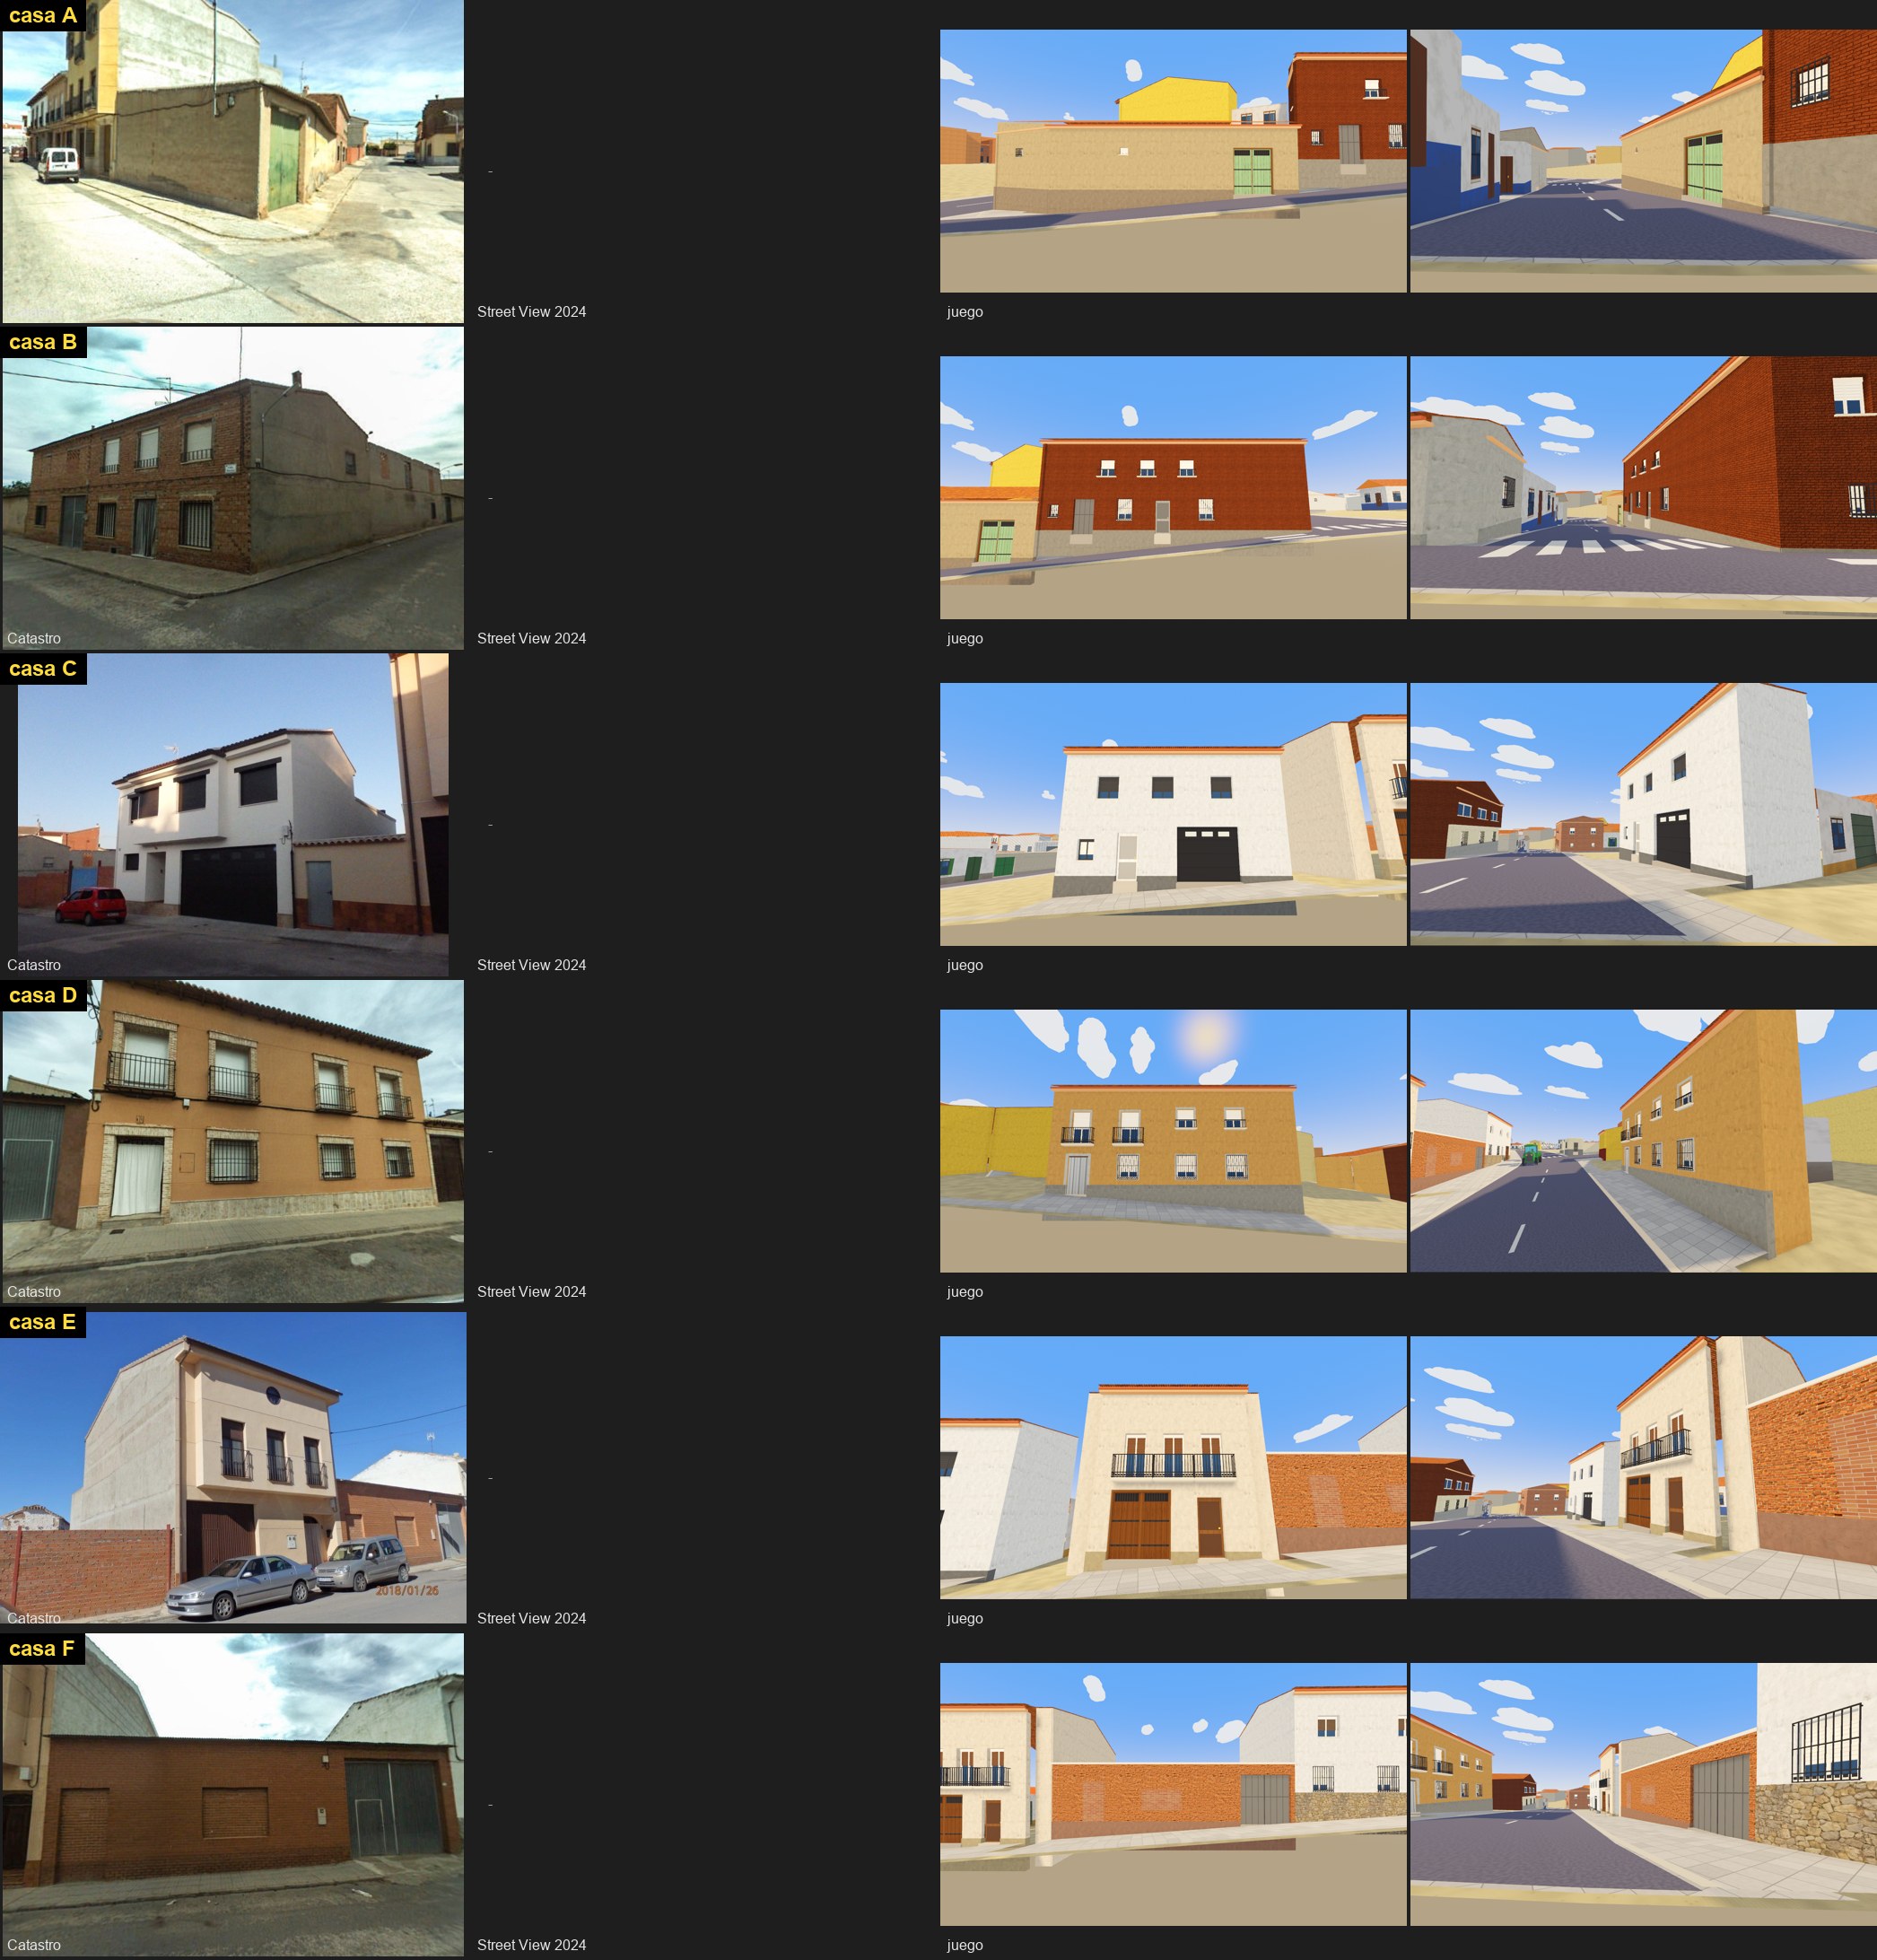 casa A
-
Street View 2024
juego
casa B
-
Catastro
Street View 2024
juego
casa C
-
Catastro
Street View 2024
juego
casa D
-
Catastro
Street View 2024
juego
casa E
-
2018/01/26
Catastro
Street View 2024
juego
casa F
-
Catastro
Street View 2024
juego